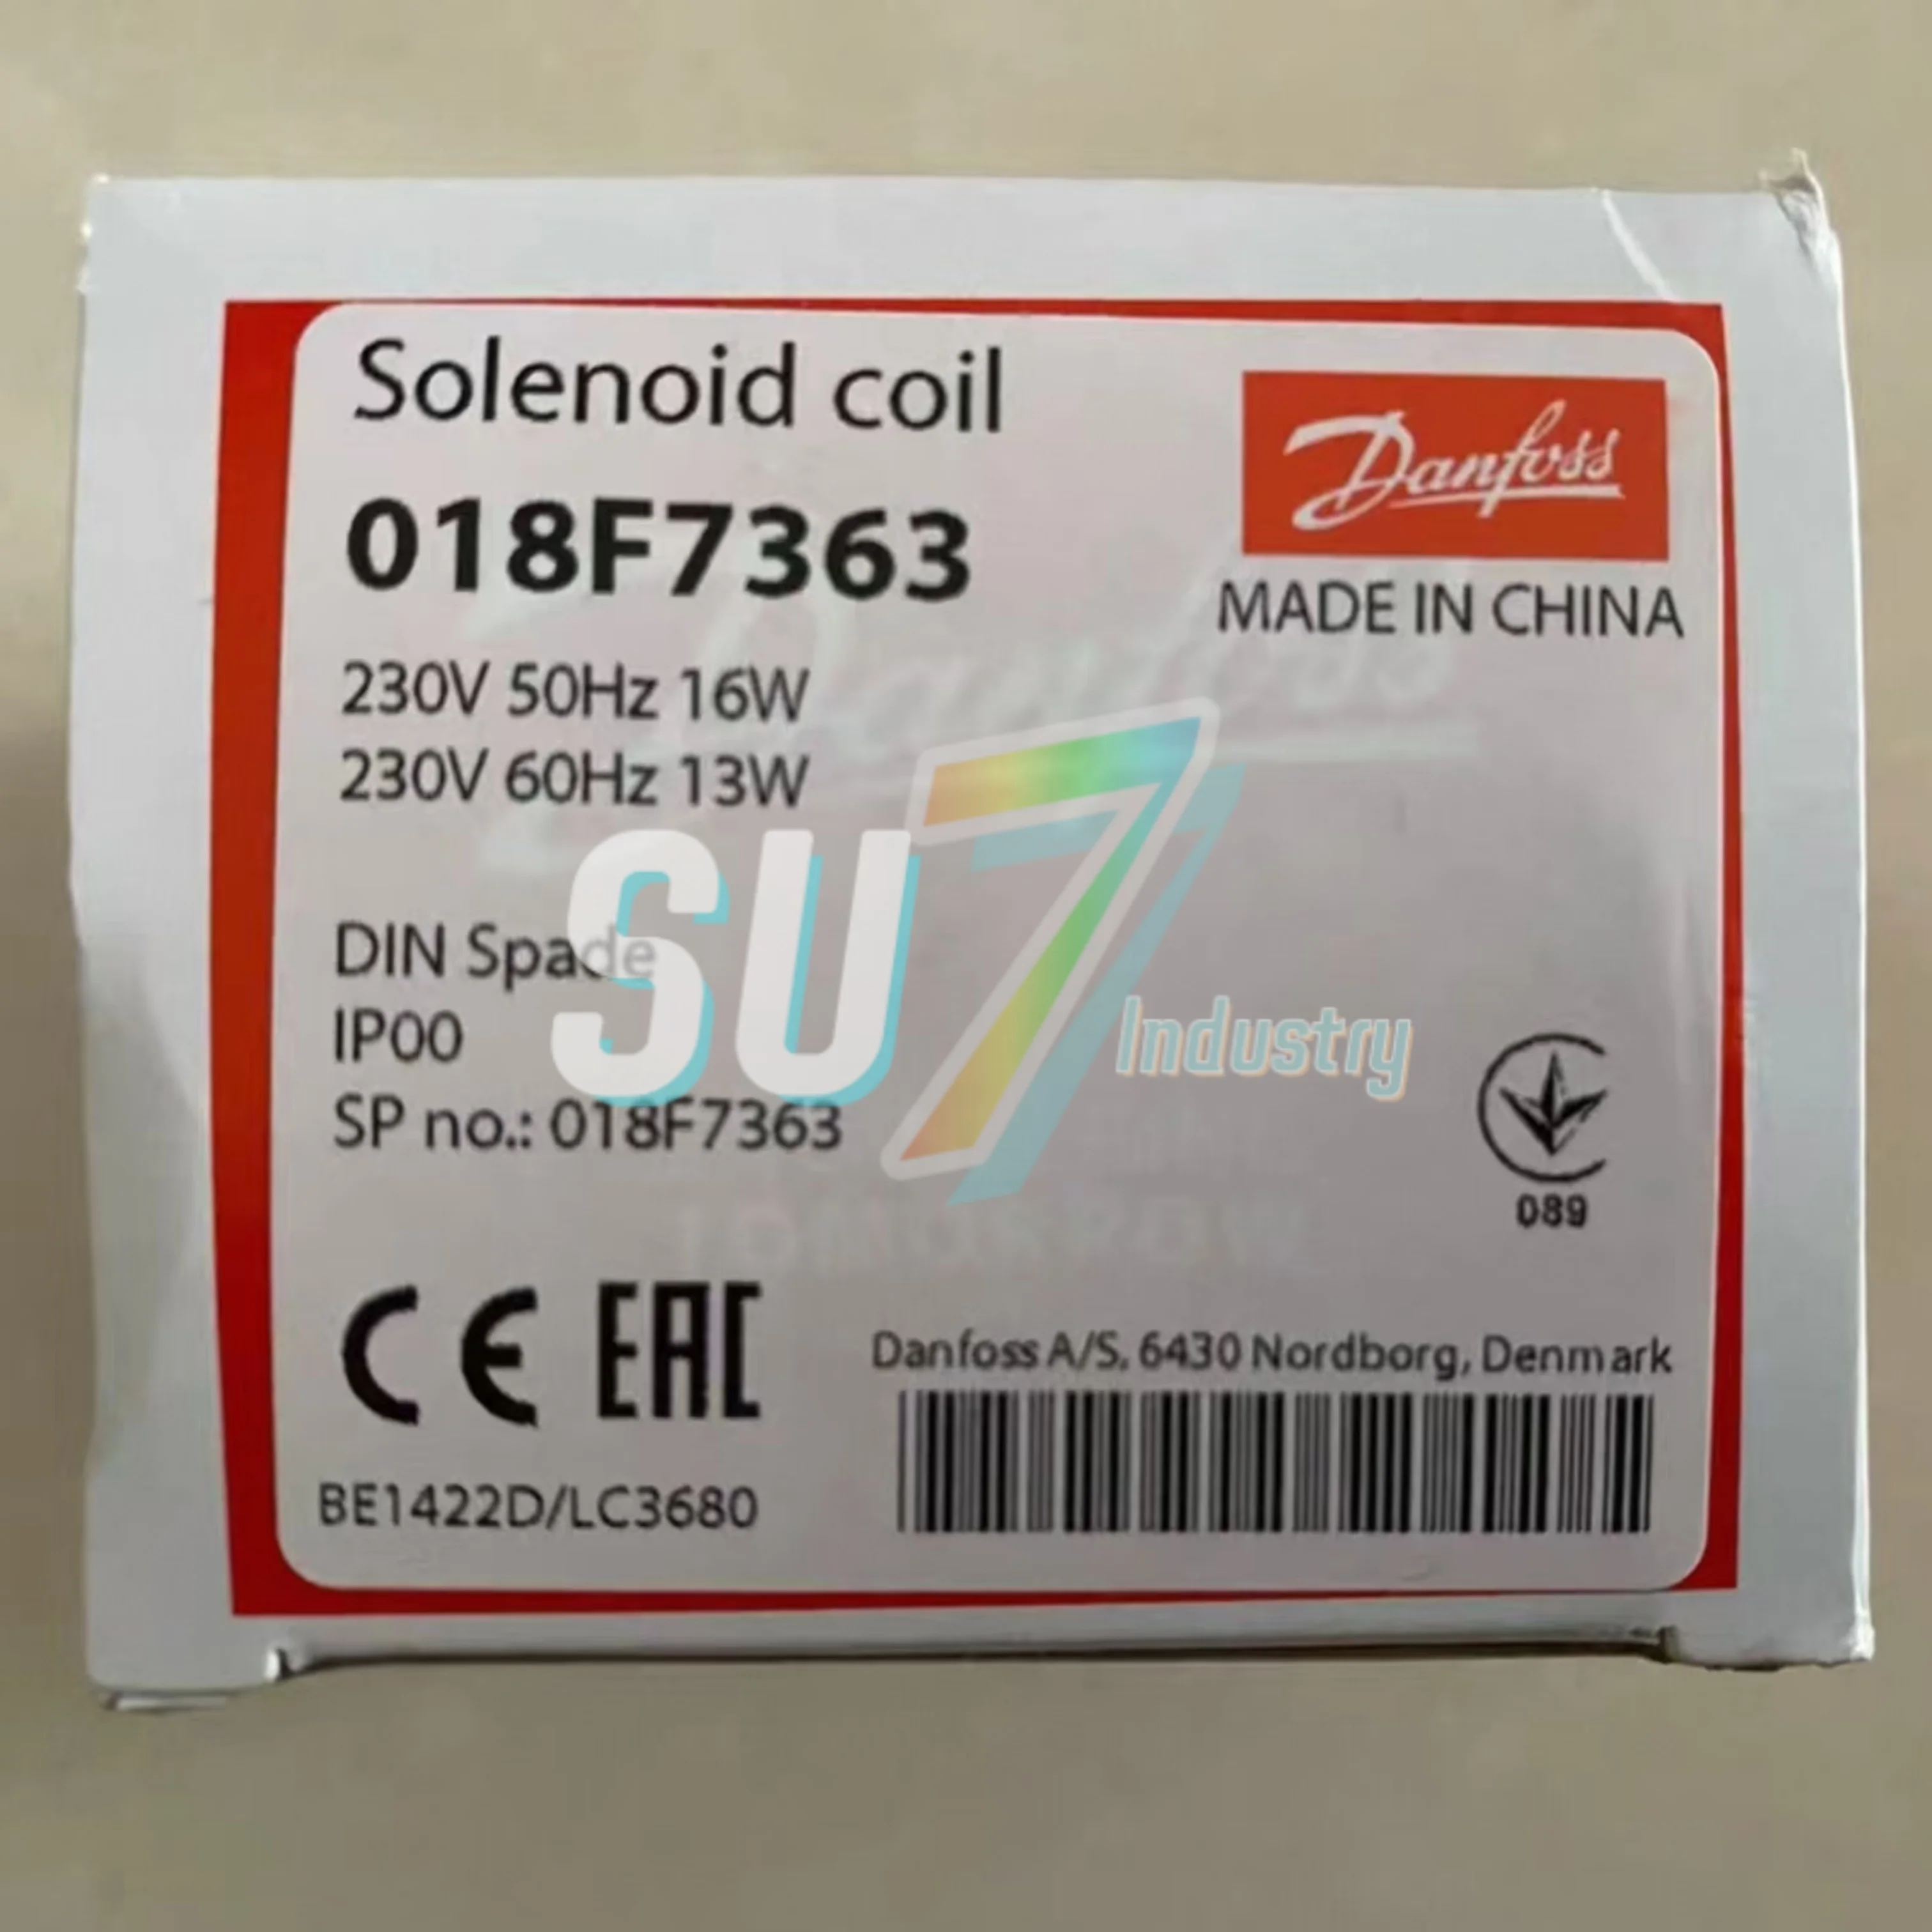 Solenoid coil
Danfoss
018F7363
MADE IN CHINA
230V 50Hz 16W
230V 60Hz 13W
SU7
Industry
DIN Spade
IP00
SP no.: 018F7363
089
TOMORROW
CE EAC
Danfoss A/S, 6430 Nordborg, Denmark
BE1422D/LC3680